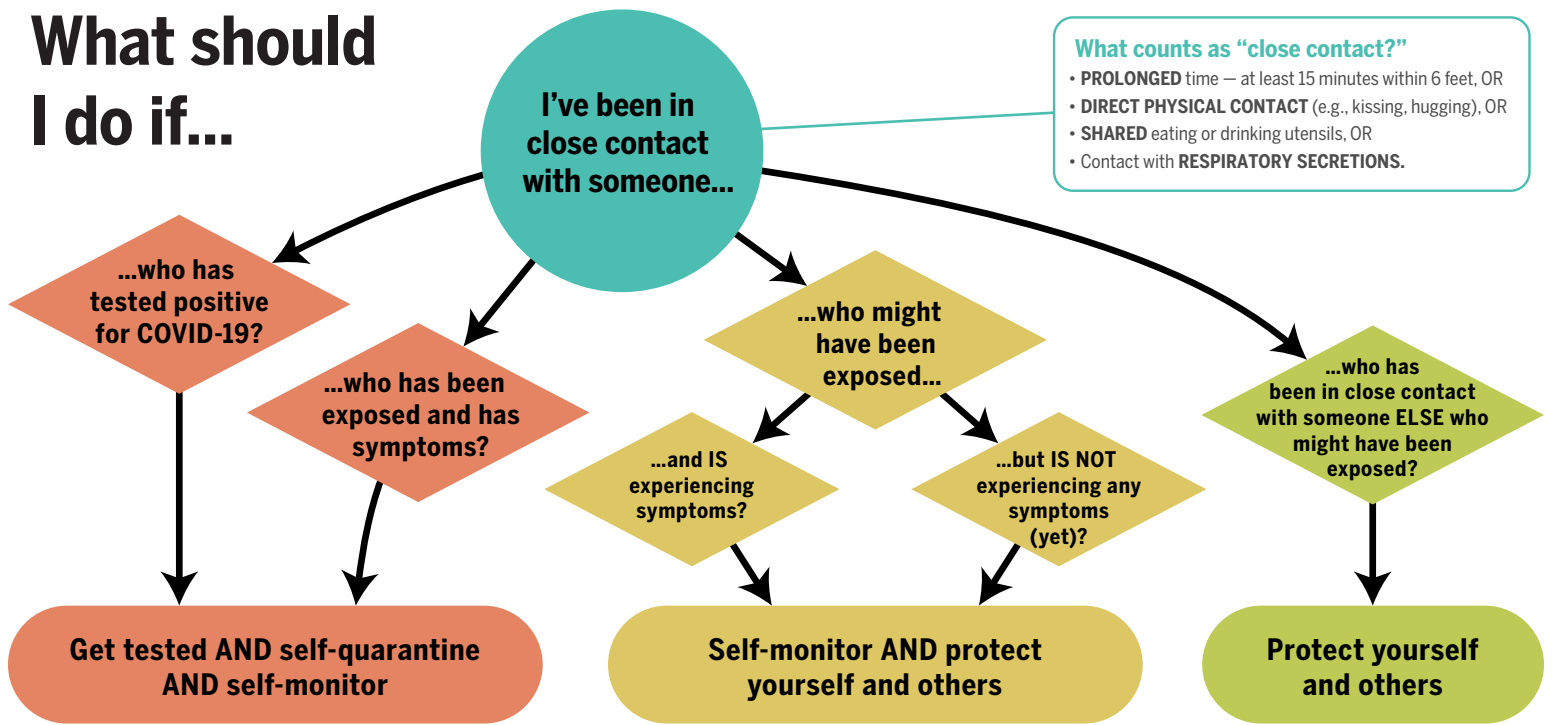 What should
I do if...
I've been in
close contact
with someone...
What counts as “close contact?”
• PROLONGED time — at least 15 minutes within 6 feet, OR
• DIRECT PHYSICAL CONTACT (e.g., kissing, hugging), OR
• SHARED eating or drinking utensils, OR
• Contact with RESPIRATORY SECRETIONS.
...who has
tested positive
for COVID-19?
...who has been
exposed and has
symptoms?
...who might
have been
exposed...
...and IS
experiencing
symptoms?
...but IS NOT
experiencing any
symptoms
(yet)?
...who has
been in close contact
with someone ELSE who
might have been
exposed?
Get tested AND self-quarantine
AND self-monitor
Self-monitor AND protect
yourself and others
Protect yourself
and others